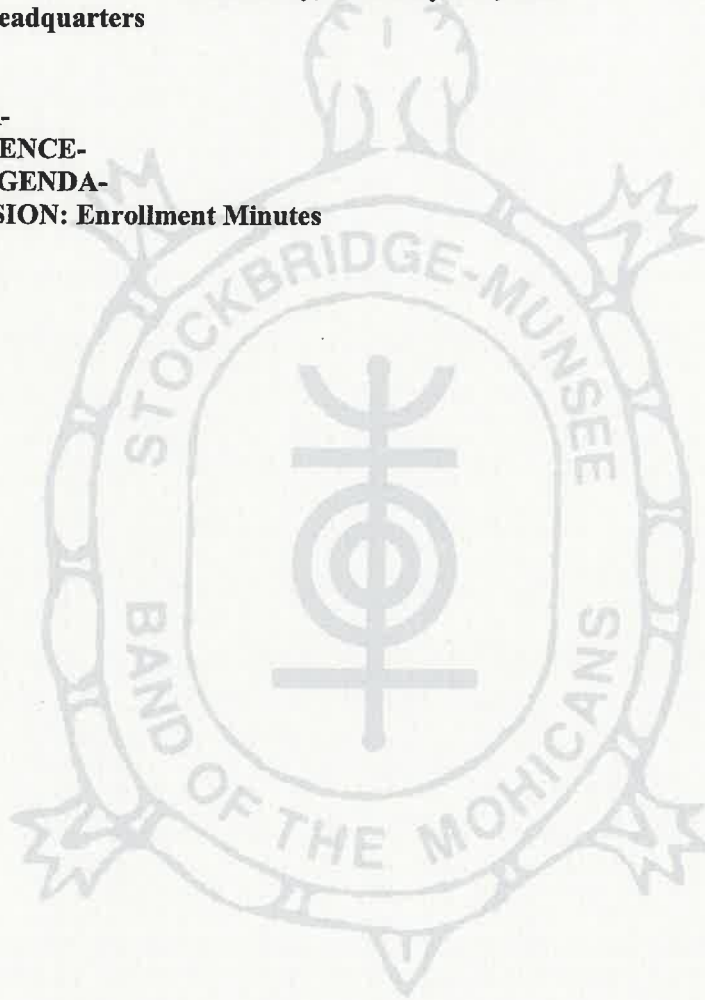 eadquarters
-
ENCE-
GENDA-
SION: Enrollment Minutes
STOCKBRIDGE-MUNSEE
BAND OF THE MOHICANS